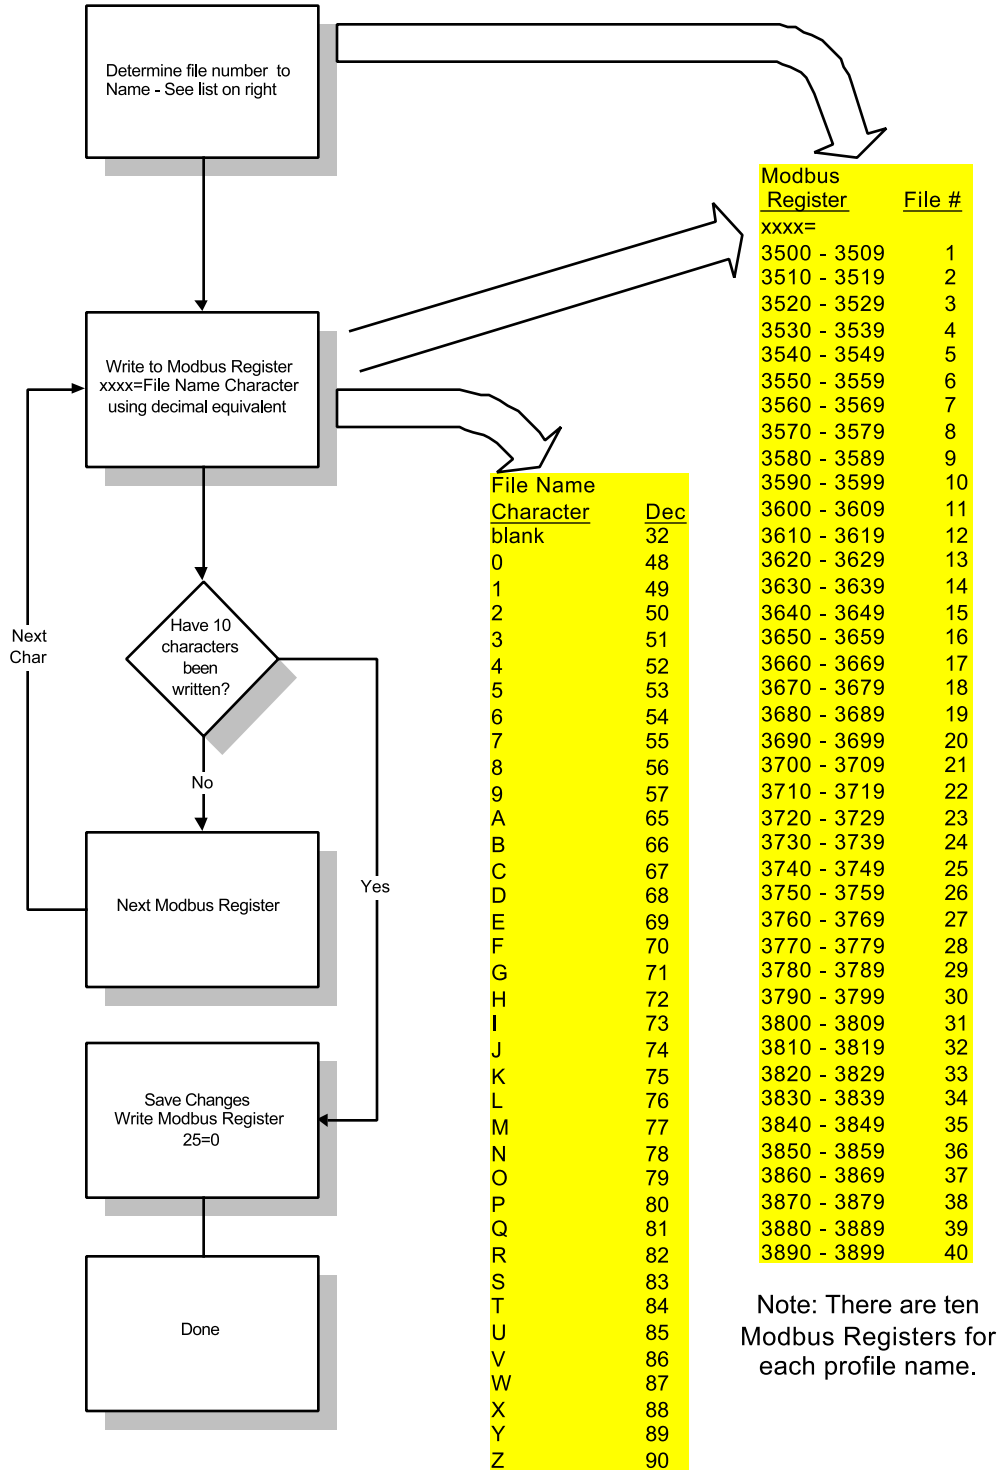 Determine file number to
Name - See list on right
Write to Modbus Register
xxxx=File Name Character
using decimal equivalent
Have 10
characters
been
written?
No
Yes
Next
Char
Next Modbus Register
Save Changes
Write Modbus Register
25=0
Done
File Name
Character Dec
blank 32
0 48
1 49
2 50
3 51
4 52
5 53
6 54
7 55
8 56
9 57
A 65
B 66
C 67
D 68
E 69
F 70
G 71
H 72
I 73
J 74
K 75
L 76
M 77
N 78
O 79
P 80
Q 81
R 82
S 83
T 84
U 85
V 86
W 87
X 88
Y 89
Z 90
Modbus
Register File #
xxxx=
3500 - 3509 1
3510 - 3519 2
3520 - 3529 3
3530 - 3539 4
3540 - 3549 5
3550 - 3559 6
3560 - 3569 7
3570 - 3579 8
3580 - 3589 9
3590 - 3599 10
3600 - 3609 11
3610 - 3619 12
3620 - 3629 13
3630 - 3639 14
3640 - 3649 15
3650 - 3659 16
3660 - 3669 17
3670 - 3679 18
3680 - 3689 19
3690 - 3699 20
3700 - 3709 21
3710 - 3719 22
3720 - 3729 23
3730 - 3739 24
3740 - 3749 25
3750 - 3759 26
3760 - 3769 27
3770 - 3779 28
3780 - 3789 29
3790 - 3799 30
3800 - 3809 31
3810 - 3819 32
3820 - 3829 33
3830 - 3839 34
3840 - 3849 35
3850 - 3859 36
3860 - 3869 37
3870 - 3879 38
3880 - 3889 39
3890 - 3899 40
Note: There are ten
Modbus Registers for
each profile name.